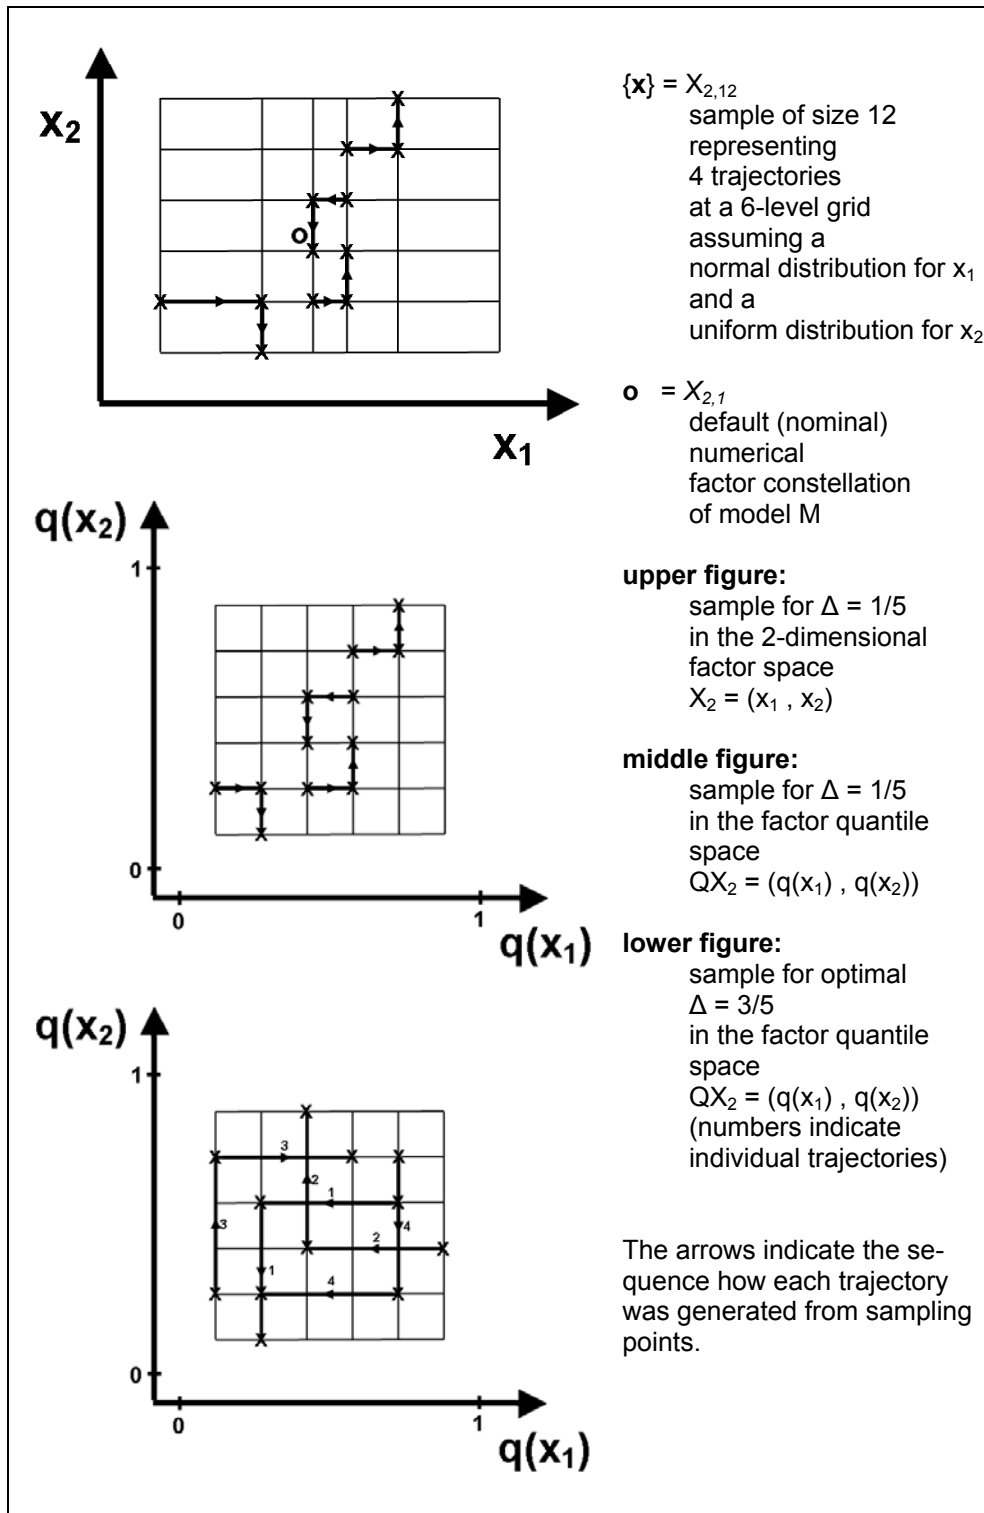 x₂
x
x
x
x
x
x
o
x
x
x
x
x
x
x
x₁
q(x₂)
1
x
x
x
x
x
x
x
x
x
x
x
x
0
0
1
q(x₁)
q(x₂)
1
x
3
x
x
x
2
x
1
x
3
4
x
2
x
1
x
x
4
x
x
0
0
1
q(x₁)
{x} = X₂,₁₂
sample of size 12
representing
4 trajectories
at a 6-level grid
assuming a
normal distribution for x₁
and a
uniform distribution for x₂
o = X₂,₁
default (nominal)
numerical
factor constellation
of model M
upper figure:
sample for Δ = 1/5
in the 2-dimensional
factor space
X₂ = (x₁ , x₂)
middle figure:
sample for Δ = 1/5
in the factor quantile
space
QX₂ = (q(x₁) , q(x₂))
lower figure:
sample for optimal
Δ = 3/5
in the factor quantile
space
QX₂ = (q(x₁) , q(x₂))
(numbers indicate
individual trajectories)
The arrows indicate the se-
quence how each trajectory
was generated from sampling
points.